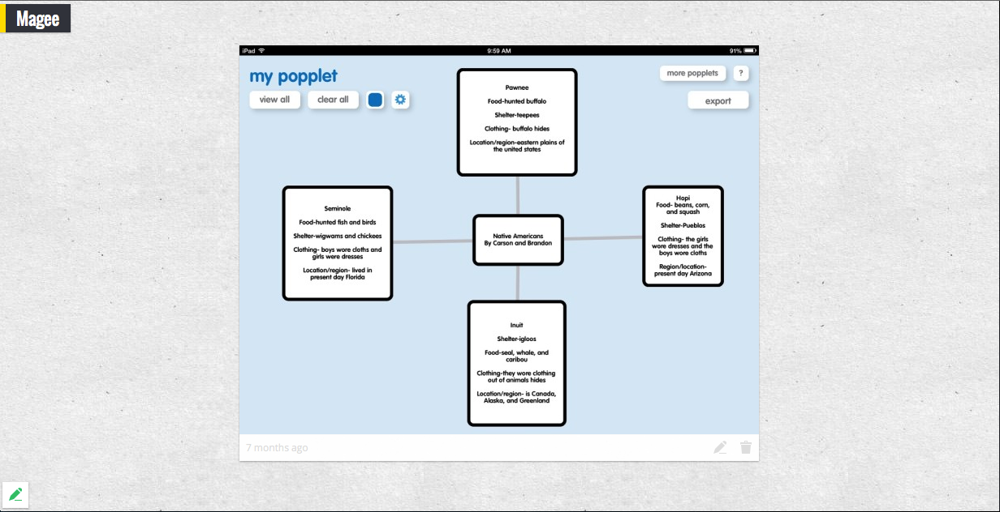 Magee
iPad
9:59 AM
91%
my popplet
view all
clear all
more popplets
?
export
Pawnee
Food-hunted buffalo
Shelter-teepees
Clothing- buffalo hides
Location/region-eastern plains of
the united states
Seminole
Food-hunted fish and birds
Shelter-wigwams and chickees
Clothing- boys wore cloths and
girls were dresses
Location/region- lived in
present day Florida
Native Americans
By Carson and Brandon
Hopi
Food- beans, corn,
and squash
Shelter-Pueblos
Clothing- the girls
wore dresses and the
boys wore cloths
Region/location-
present day Arizona
Inuit
Shelter-igloos
Food-seal, whale, and
caribou
Clothing-they wore clothing
out of animals hides
Location/region- is Canada,
Alaska, and Greenland
7 months ago